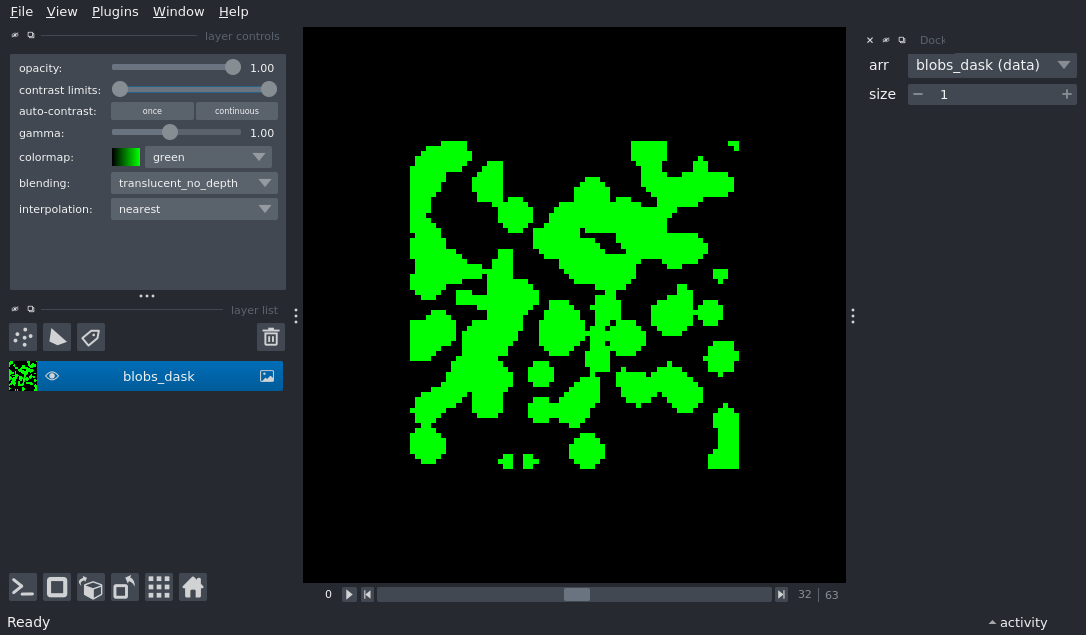 File View Plugins Window Help
layer controls
opacity: 1.00
contrast limits:
auto-contrast: once continuous
gamma: 1.00
colormap: green
blending: translucent_no_depth
interpolation: nearest
layer list
blobs_dask
Dock
arr blobs_dask (data)
size 1
0 32 63
Ready
activity